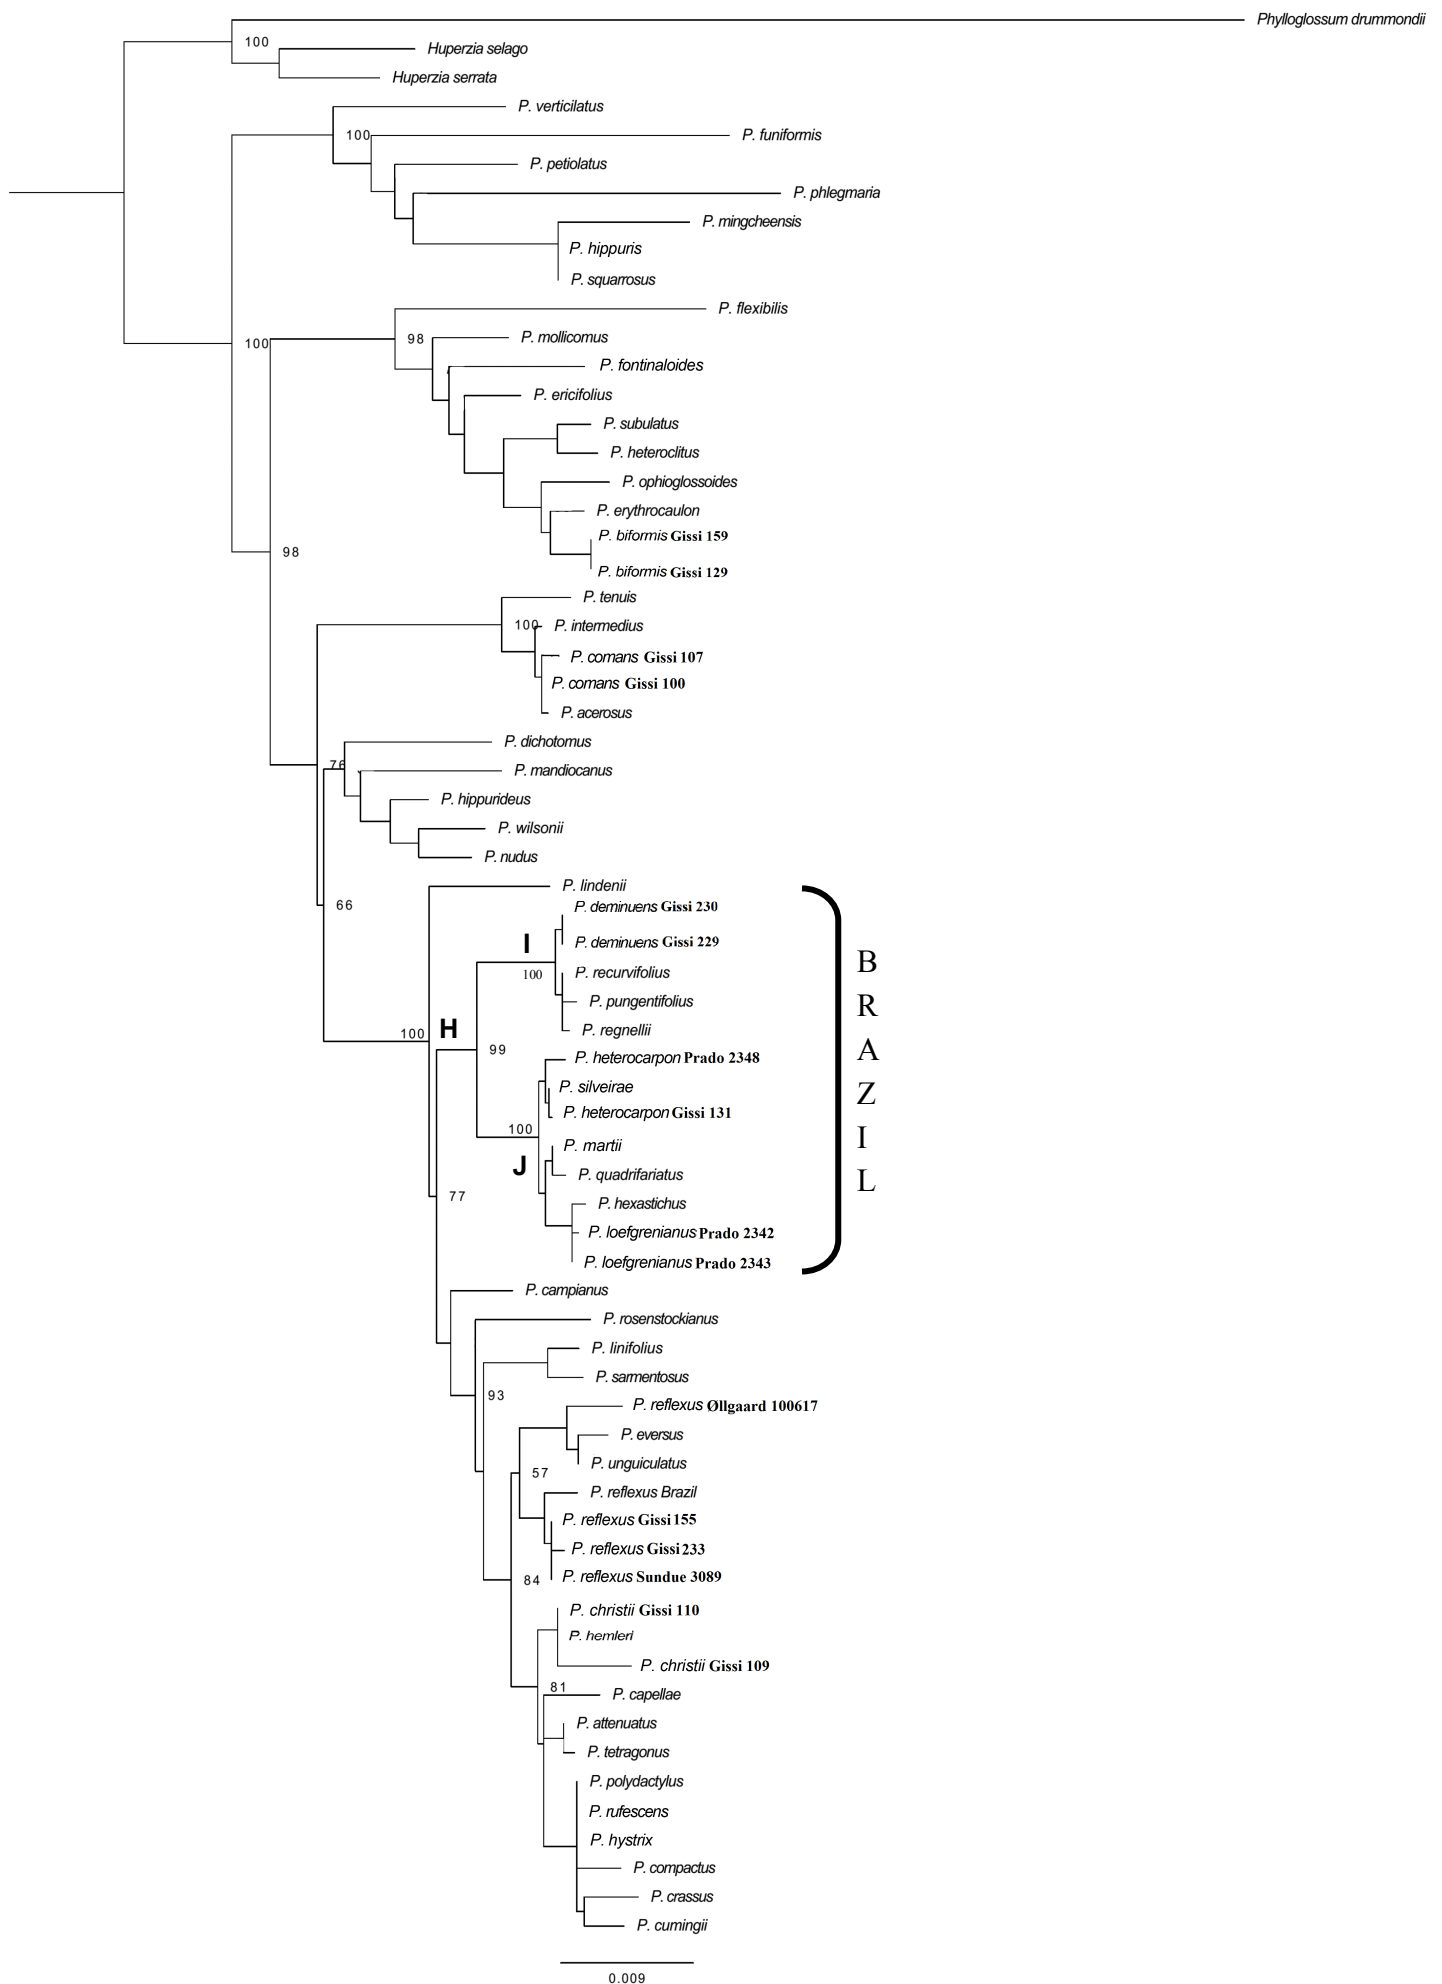 Phylloglossum drummondii
100
Huperzia selago
Huperzia serrata
P. verticilatus
100
P. funiformis
P. petiolatus
P. phlegmaria
P. mingcheensis
P. hippuris
P. squarrosus
P. flexibilis
100
98
P. mollicomus
P. fontinaloides
P. ericifolius
P. subulatus
P. heteroclitus
P. ophioglossoides
P. erythrocaulon
P. biformis Gissi 159
98
P. biformis Gissi 129
P. tenuis
100
P. intermedius
P. comans Gissi 107
P. comans Gissi 100
P. acerosus
P. dichotomus
76
P. mandiocanus
P. hippurideus
P. wilsonii
P. nudus
P. lindenii
66
P. deminuens Gissi 230
I
P. deminuens Gissi 229
100
P. recurvifolius
P. pungentifolius
P. regnellii
100
H
99
P. heterocarpon Prado 2348
P. silveirae
P. heterocarpon Gissi 131
100
J
P. martii
P. quadrifariatus
77
P. hexastichus
P. loefgrenianus Prado 2342
P. loefgrenianus Prado 2343
B
R
A
Z
I
L
P. campianus
P. rosenstockianus
P. linifolius
P. sarmentosus
93
P. reflexus Øllgaard 100617
P. eversus
P. unguiculatus
57
P. reflexus Brazil
P. reflexus Gissi 155
P. reflexus Gissi 233
P. reflexus Sundue 3089
84
P. christii Gissi 110
P. hemleri
P. christii Gissi 109
81
P. capellae
P. attenuatus
P. tetragonus
P. polydactylus
P. rufescens
P. hystrix
P. compactus
P. crassus
P. cumingii
0.009